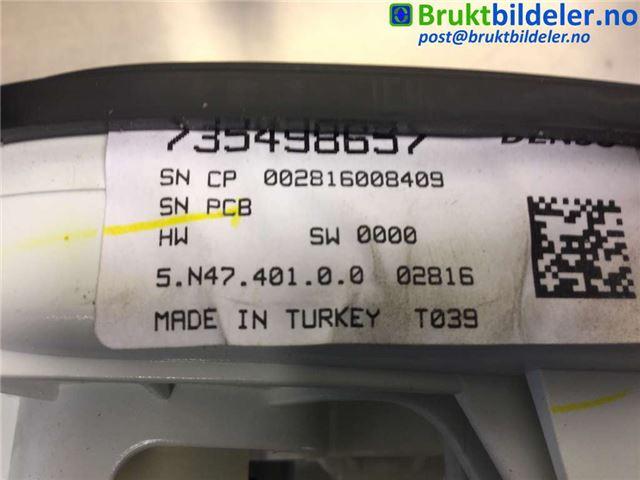 Bruktbildeler.no
post@bruktbildeler.no
735498657
SN CP 002816008409
SN PCB
HW SW 0000
5.N47.401.0.0 02816
MADE IN TURKEY T039